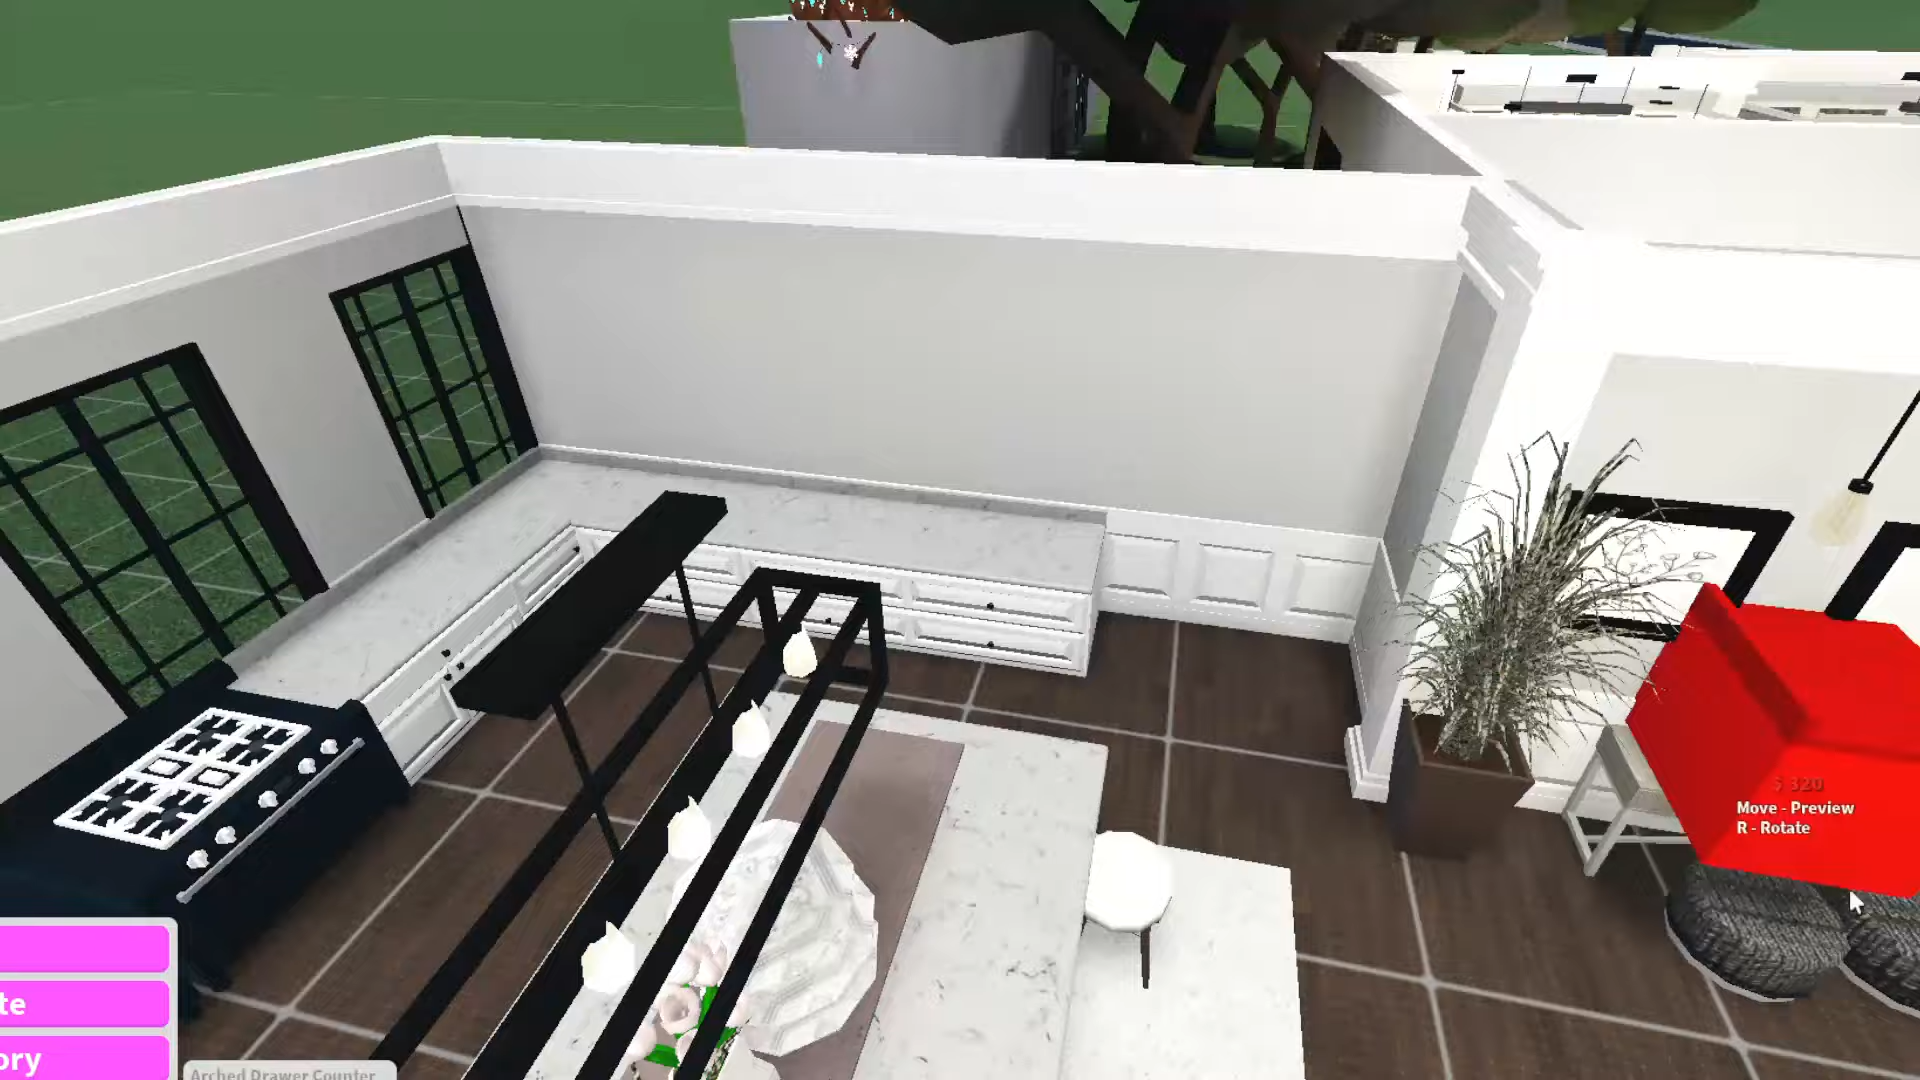 $ 320
Move - Preview
R - Rotate
te
ory
Arched Drawer Counter